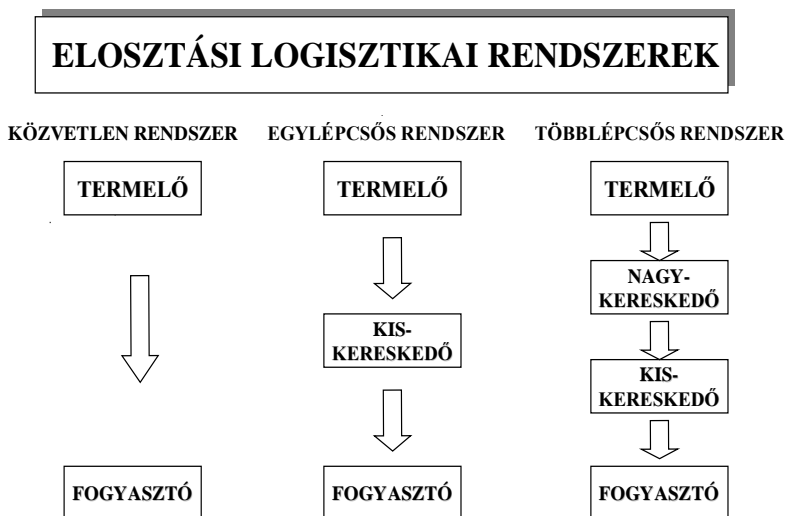 ELOSZTÁSI LOGISZTIKAI RENDSZEREK
KÖZVETLEN RENDSZER
TERMELŐ
FOGYASZTÓ
EGYLÉPCSŐS RENDSZER
TERMELŐ
KIS-
KERESKEDŐ
FOGYASZTÓ
TÖBBLÉPCSŐS RENDSZER
TERMELŐ
NAGY-
KERESKEDŐ
KIS-
KERESKEDŐ
FOGYASZTÓ